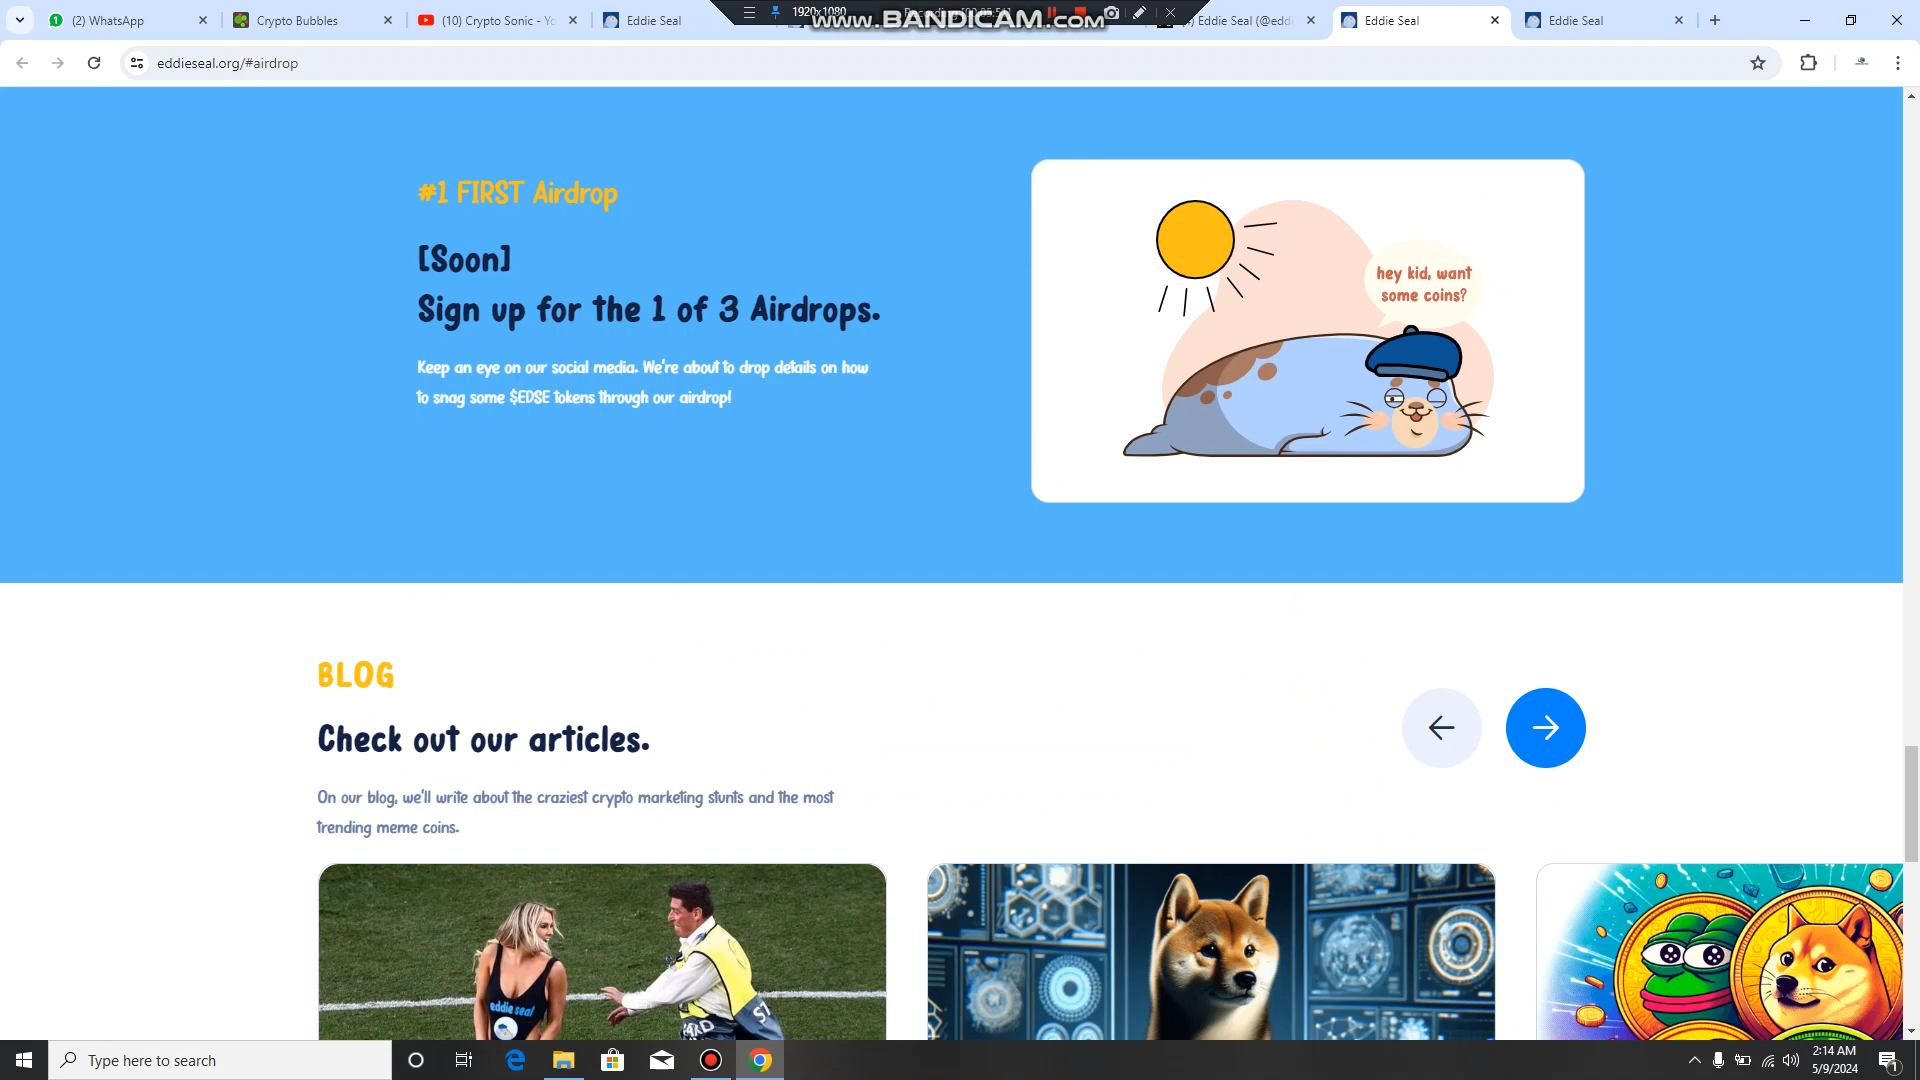 (2) WhatsApp
Crypto Bubbles
(10) Crypto Sonic - Yo
Eddie Seal
1920x1080
www.BANDICAM.com
Eddie Seal (@eddi
Eddie Seal
Eddie Seal
eddieseal.org/#airdrop
#1 FIRST Airdrop
[Soon]
Sign up for the 1 of 3 Airdrops.
Keep an eye on our social media. We're about to drop details on how
to snag some $EDSE tokens through our airdrop!
hey kid, want
some coins?
BLOG
Check out our articles.
On our blog, we'll write about the craziest crypto marketing stunts and the most
trending meme coins.
eddie seal
Type here to search
2:14 AM
5/9/2024
1